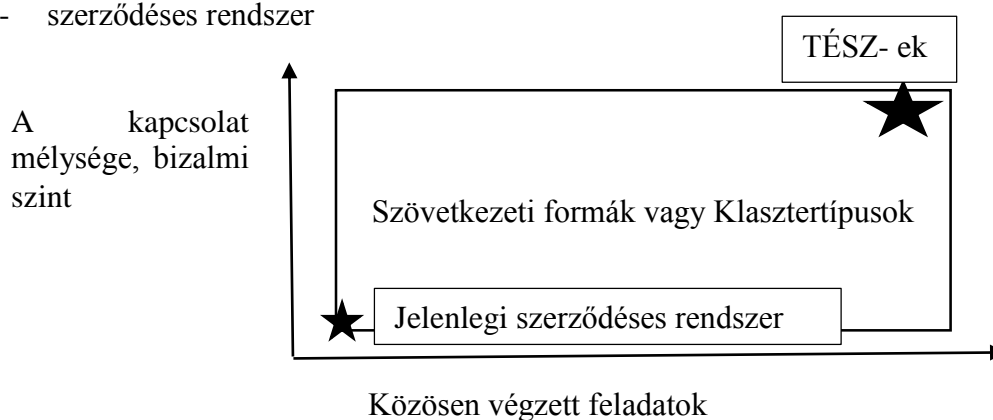 - szerződéses rendszer
TÉSZ- ek
A kapcsolat
mélysége, bizalmi
szint
Szövetkezeti formák vagy Klasztertípusok
Jelenlegi szerződéses rendszer
Közösen végzett feladatok